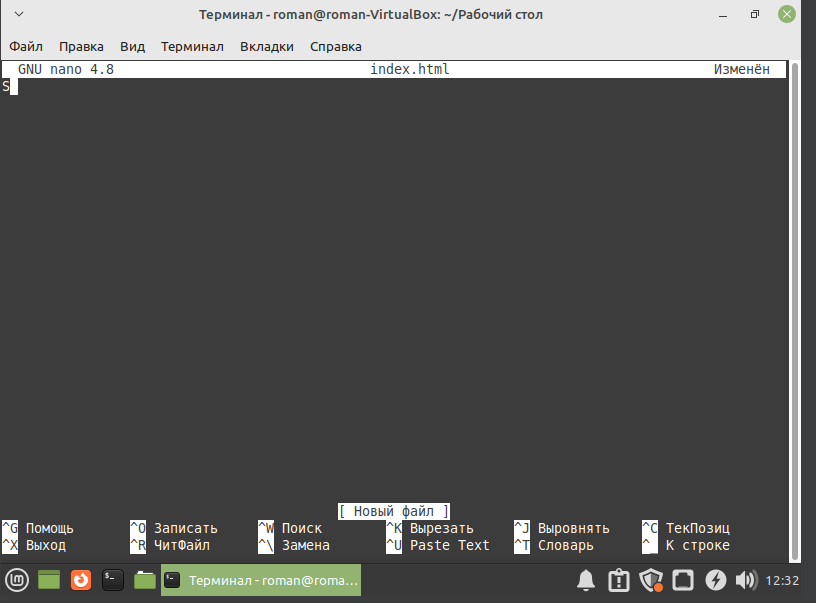 Терминал - roman@roman-VirtualBox: ~/Рабочий стол
Файл Правка Вид Терминал Вкладки Справка
GNU nano 4.8 index.html Изменён
S
[ Новый файл ]
^G Помощь ^O Записать ^W Поиск ^K Вырезать ^J Выровнять ^C ТекПозиц
^X Выход ^R ЧитФайл ^\ Замена ^U Paste Text ^T Словарь ^_ К строке
Терминал - roman@roma... 12:32